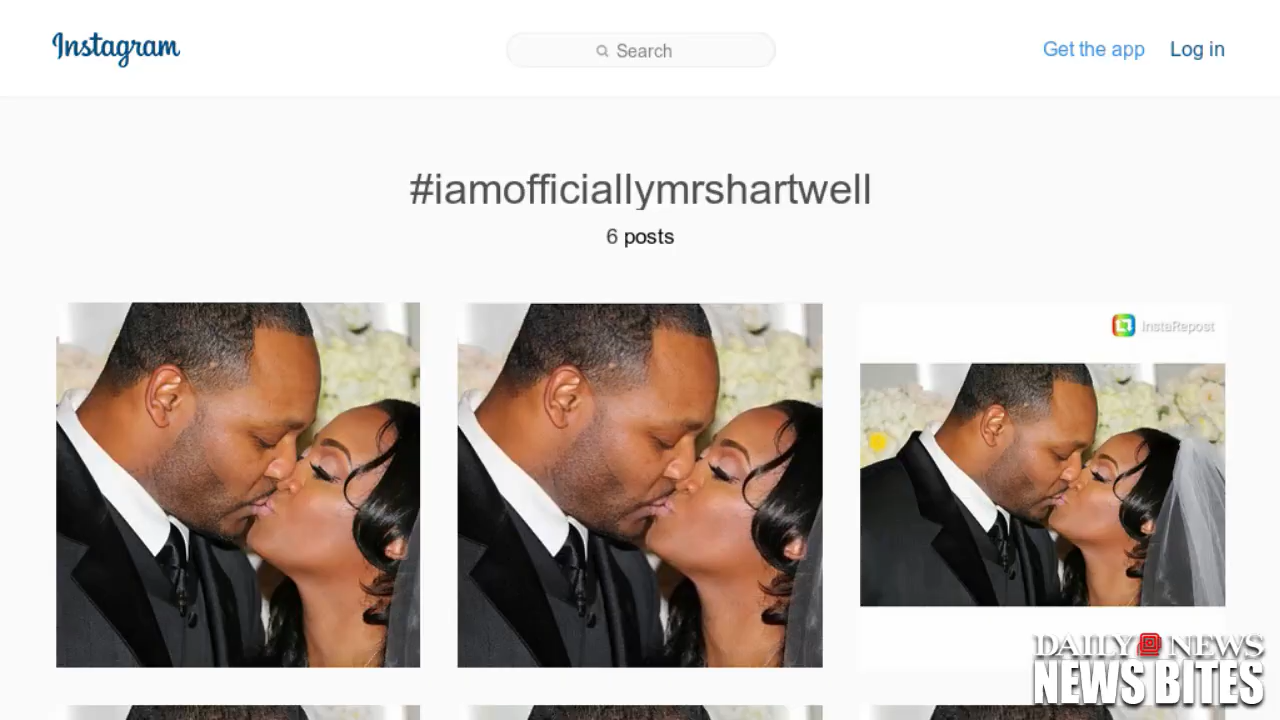 Instagram
Search
Get the app
Log in
#iamofficiallymrshartwell
6 posts
InstaRepost
DAILY NEWS
NEWS BITES